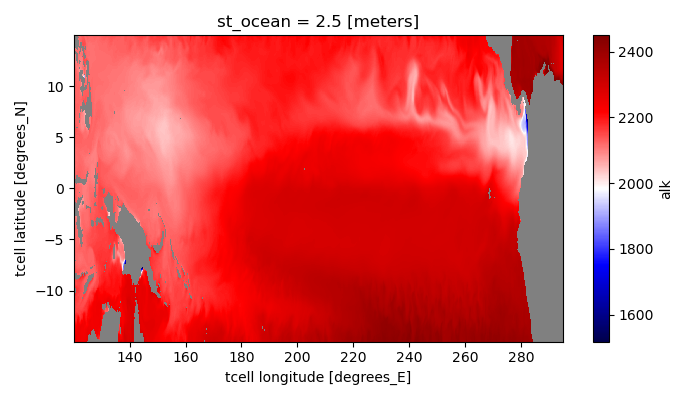 st_ocean = 2.5 [meters]
tcell latitude [degrees_N]
10
5
0
−5
−10
140 160 180 200 220 240 260 280
tcell longitude [degrees_E]
2400
2200
2000
1800
1600
alk